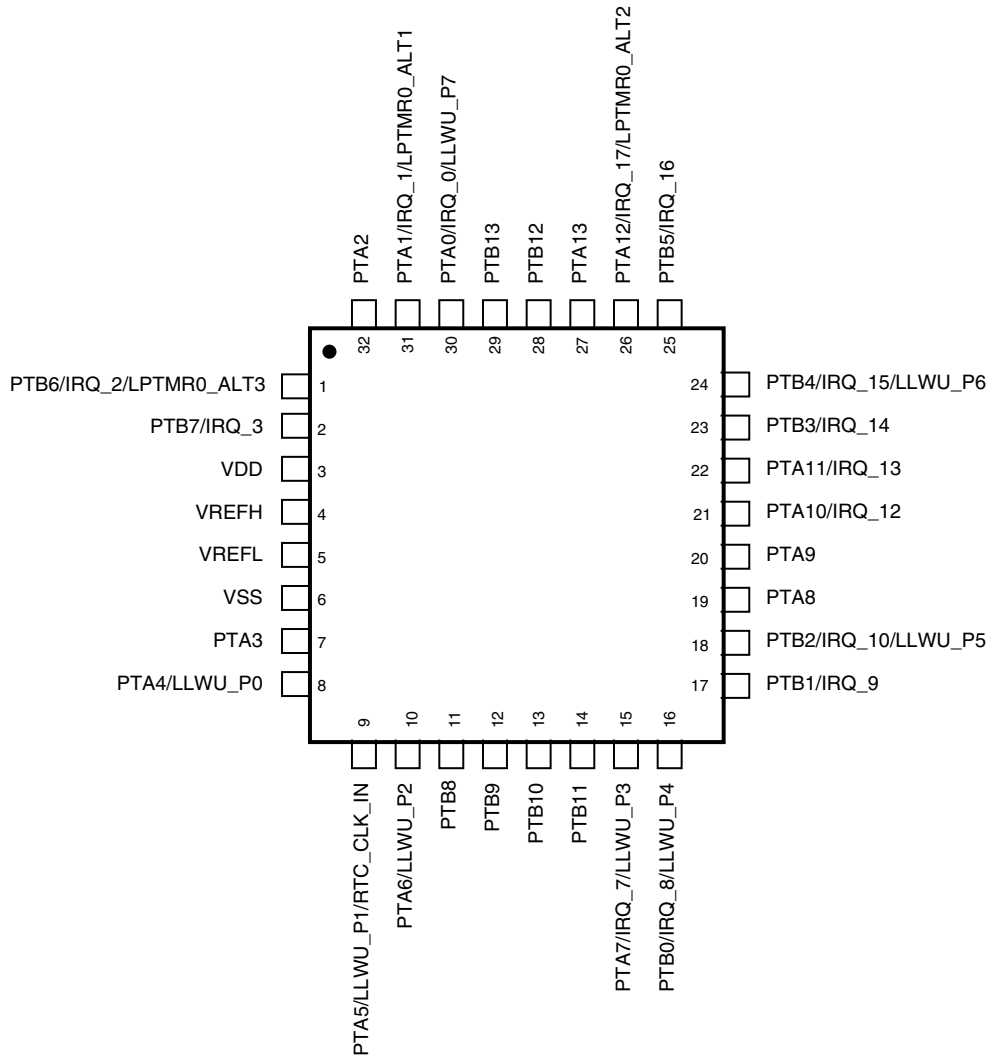 PTA2
PTA1/IRQ_1/LPTMR0_ALT1
PTA0/IRQ_0/LLWU_P7
PTB13
PTB12
PTA13
PTA12/IRQ_17/LPTMR0_ALT2
PTB5/IRQ_16
32
31
30
29
28
27
26
25
PTB6/IRQ_2/LPTMR0_ALT3
1
PTB7/IRQ_3
2
VDD
3
VREFH
4
VREFL
5
VSS
6
PTA3
7
PTA4/LLWU_P0
8
24
PTB4/IRQ_15/LLWU_P6
23
PTB3/IRQ_14
22
PTA11/IRQ_13
21
PTA10/IRQ_12
20
PTA9
19
PTA8
18
PTB2/IRQ_10/LLWU_P5
17
PTB1/IRQ_9
9
10
11
12
13
14
15
16
PTA5/LLWU_P1/RTC_CLK_IN
PTA6/LLWU_P2
PTB8
PTB9
PTB10
PTB11
PTA7/IRQ_7/LLWU_P3
PTB0/IRQ_8/LLWU_P4